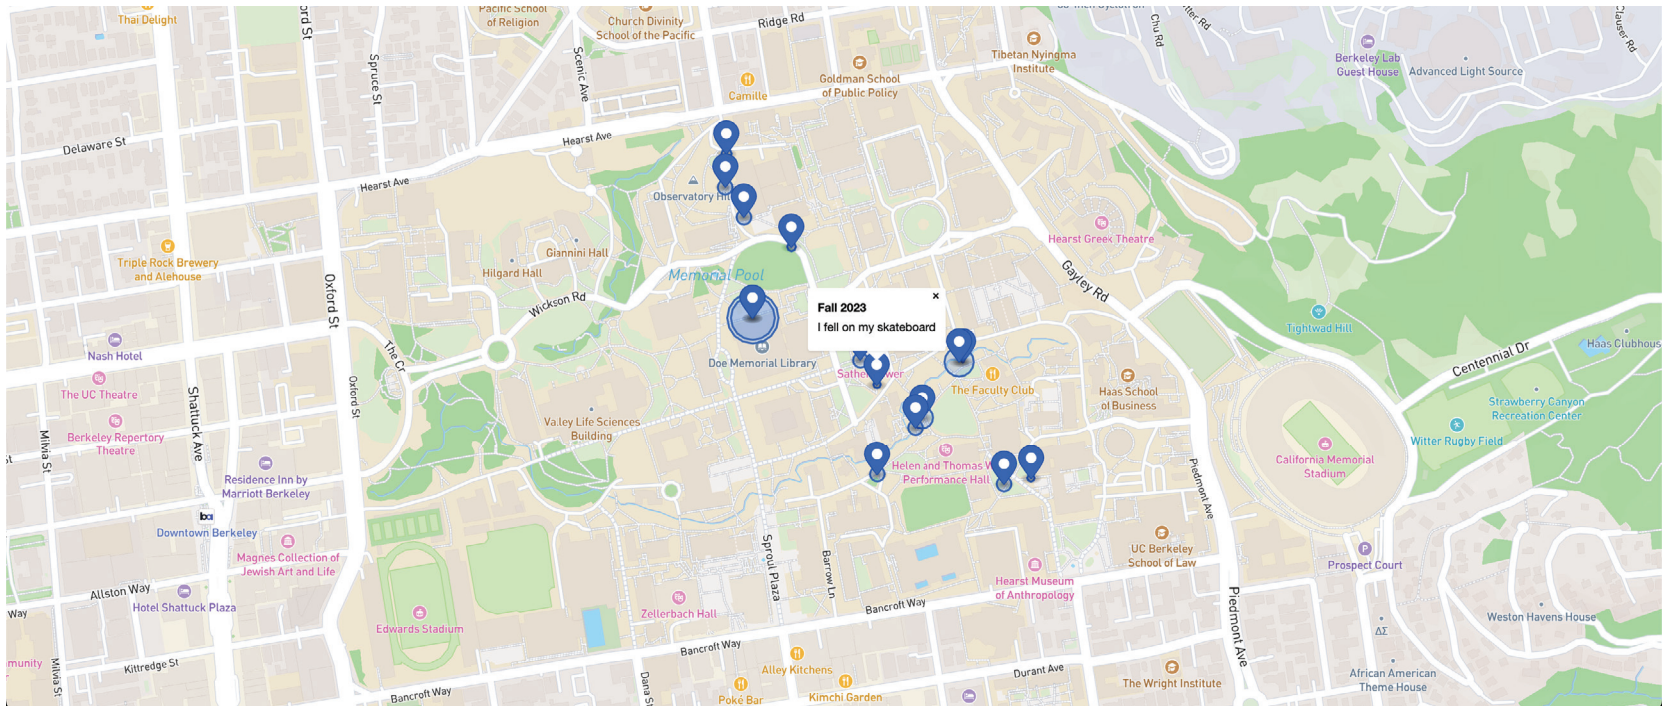 Thai Delight
Pacific School
of Religion
Church Divinity
School of the Pacific
Ridge Rd
Spruce St
Scenic Ave
Camille
Goldman School
of Public Policy
Tibetan Nyingma
Institute
Chu Rd
Berkeley Lab
Guest House
Advanced Light Source
Clauser Rd
Delaware St
Hearst Ave
Hearst Ave
Observatory
Triple Rock Brewery
and Alehouse
Hilgard Hall
Giannini Hall
Memorial Pool
Wickson Rd
Oxford St
Hearst Greek Theatre
Gayley Rd
Fall 2023
×
I fell on my skateboard
Tightwad Hill
Centennial Dr
Haas Clubhous
Nash Hotel
The UC Theatre
Berkeley Repertory
Theatre
The Cr
Oxford St
Doe Memorial Library
The Faculty Club
Haas School
of Business
Strawberry Canyon
Recreation Center
Witter Rugby Field
Shattuck Ave
Milvia St
Valley Life Sciences
Building
Helen and Thomas W
Performance Hall
California Memorial
Stadium
Piedmont Ave
Residence Inn by
Marriott Berkeley
Downtown Berkeley
Magnes Collection of
Jewish Art and Life
Allston Way
Way
Hotel Shattuck Plaza
Edwards Stadium
Zellerbach Hall
Sproul Plaza
Barrow Ln
Bancroft Way
Hearst Museum
of Anthropology
UC Berkeley
School of Law
Prospect Court
Weston Havens House
ΔΣ
Piedmont Ave
African American
Theme House
munity
Milvia St
Kittredge St
Bancroft Way
Bancroft Way
Dana St
Alley Kitchens
Poké Bar
Kimchi Garden
Durant Ave
The Wright Institute